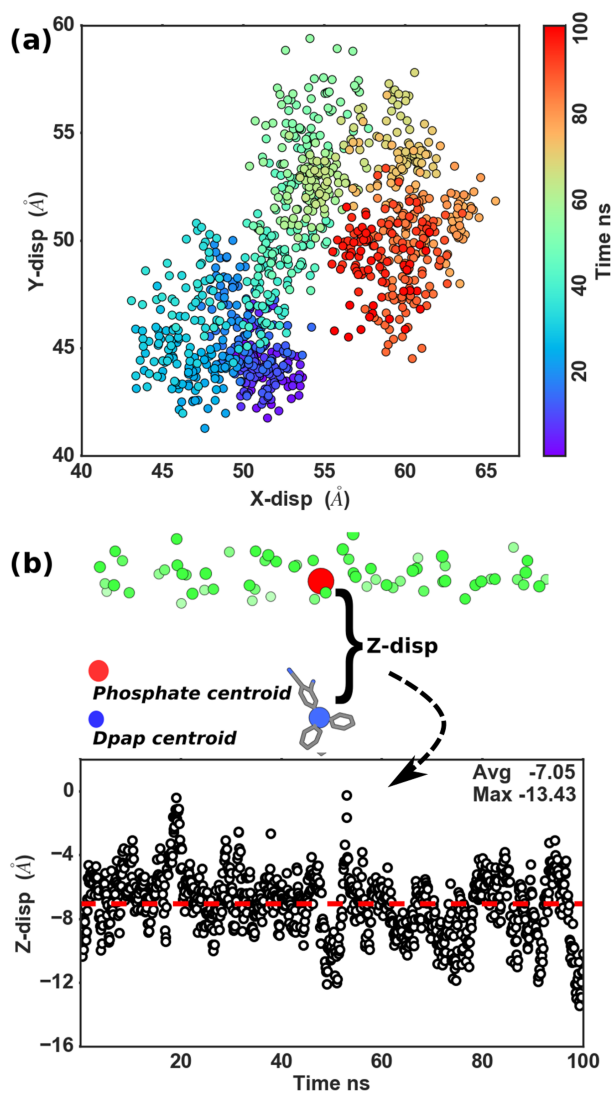 (a)
60
55
50
45
40
Y-disp (Å)
40 45 50 55 60 65
X-disp (Å)
100
80
60
40
20
Time ns
(b)
Z-disp
Phosphate centroid
Dpap centroid
Avg -7.05
Max -13.43
0
−4
−8
−12
−16
Z-disp (Å)
20 40 60 80 100
Time ns